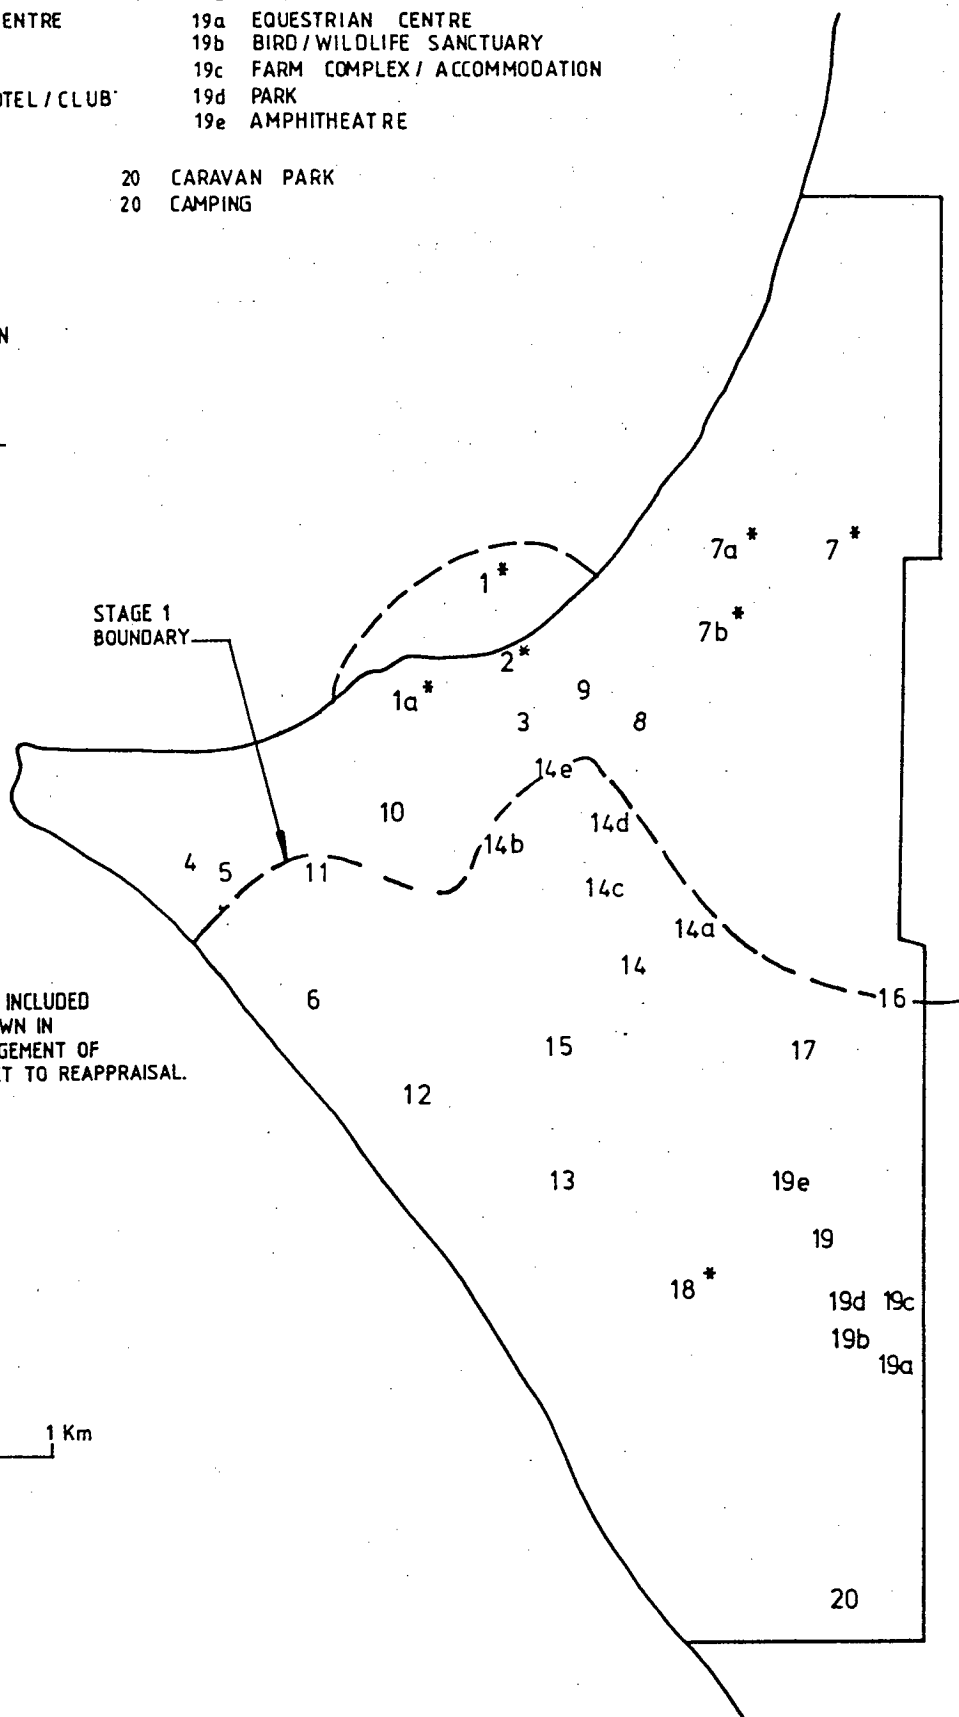 ENTRE
19a EQUESTRIAN CENTRE
19b BIRD / WILDLIFE SANCTUARY
19c FARM COMPLEX / ACCOMMODATION
OTEL / CLUB
19d PARK
19e AMPHITHEATRE
20 CARAVAN PARK
20 CAMPING
N
7a* 7*
1*
STAGE 1
BOUNDARY
7b*
2*
1a*
9
3 8
14e
10
14d
14b
4 5 11
14c
14a
14
INCLUDED
WN IN
GEMENT OF
T TO REAPPRAISAL.
6
16
15
17
12
13
19e
19
18*
19d 19c
19b
19a
1 Km
20